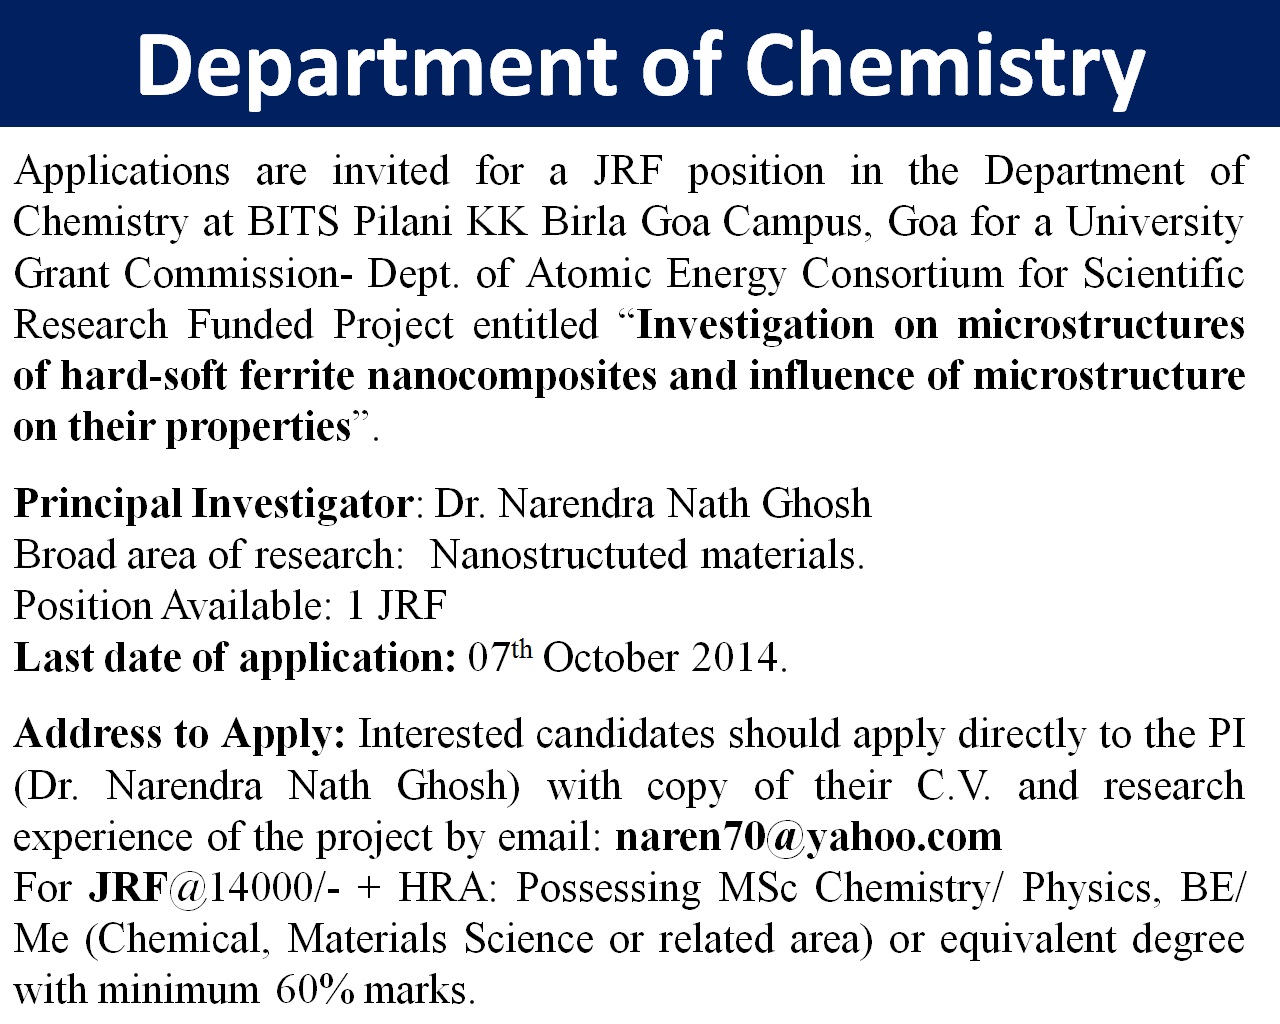 Department of Chemistry
Applications are invited for a JRF position in the Department of
Chemistry at BITS Pilani KK Birla Goa Campus, Goa for a University
Grant Commission- Dept. of Atomic Energy Consortium for Scientific
Research Funded Project entitled “Investigation on microstructures
of hard-soft ferrite nanocomposites and influence of microstructure
on their properties”.
Principal Investigator: Dr. Narendra Nath Ghosh
Broad area of research: Nanostructuted materials.
Position Available: 1 JRF
Last date of application: 07th October 2014.
Address to Apply: Interested candidates should apply directly to the PI
(Dr. Narendra Nath Ghosh) with copy of their C.V. and research
experience of the project by email: naren70@yahoo.com
For JRF@14000/- + HRA: Possessing MSc Chemistry/ Physics, BE/
Me (Chemical, Materials Science or related area) or equivalent degree
with minimum 60% marks.